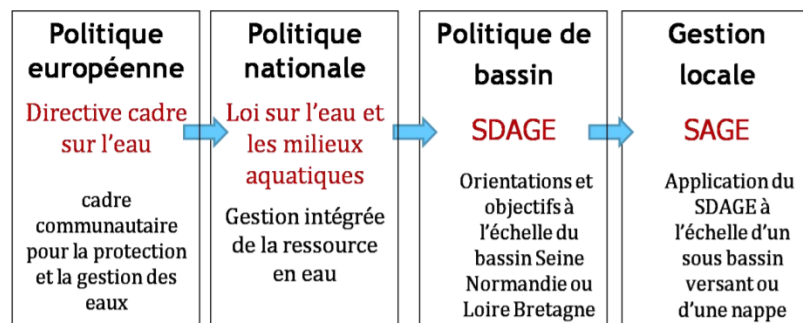 Politique
européenne
Directive cadre
sur l'eau
cadre
communautaire
pour la protection
et la gestion des
eaux
Politique
nationale
Loi sur l'eau et
les milieux
aquatiques
Gestion intégrée
de la ressource
en eau
Politique de
bassin
SDAGE
Orientations et
objectifs à
l'échelle du
bassin Seine
Normandie ou
Loire Bretagne
Gestion
locale
SAGE
Application du
SDAGE à
l'échelle d'un
sous bassin
versant ou
d'une nappe